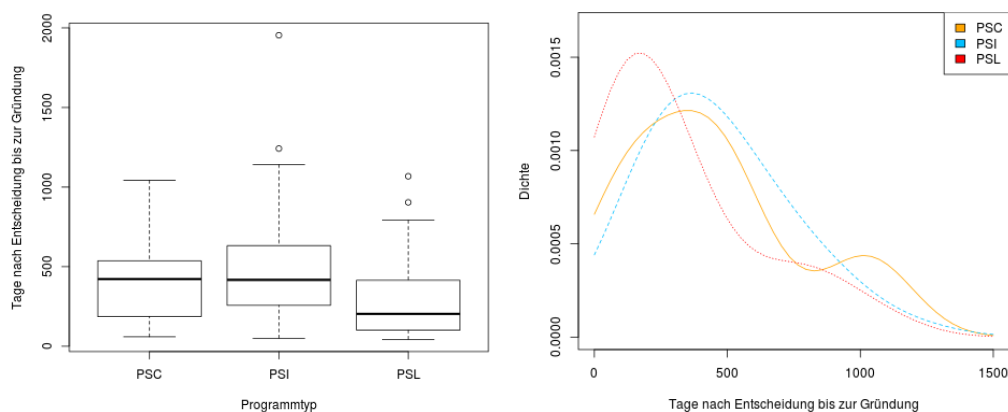 Tage nach Entscheidung bis zur Gründung
2000
1500
1000
500
0
PSC
PSI
PSL
Programmtyp
Dichte
0.0015
0.0010
0.0005
0.0000
PSC
PSI
PSL
0
500
1000
1500
Tage nach Entscheidung bis zur Gründung